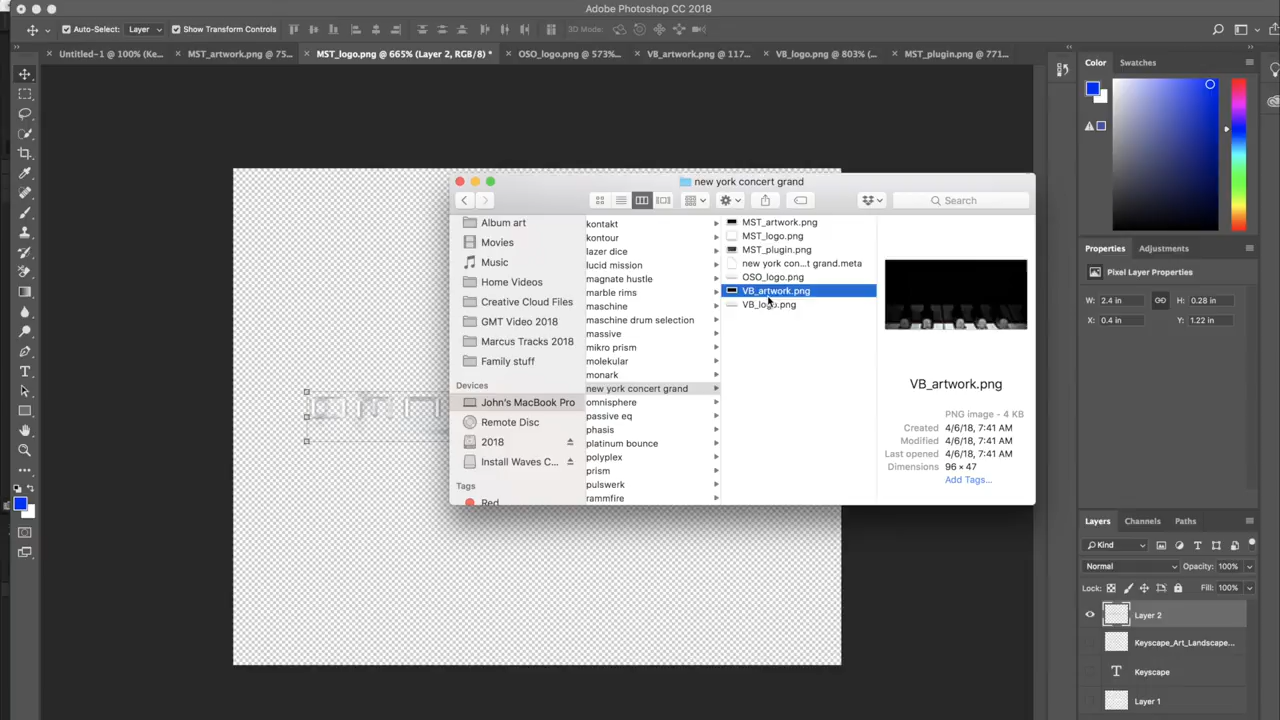 Adobe Photoshop CC 2018
Auto-Select: Layer Show Transform Controls 3D Mode:
Untitled-1 @ 100% (Ke... MST_artwork.png @ 75... MST_logo.png @ 665% (Layer 2, RGB/8) * OSO_logo.png @ 573%... VB_artwork.png @ 117... VB_logo.png @ 803% (... MST_plugin.png @ 771...
Color Swatches
new york concert grand
Search
Album art
Movies
Music
Home Videos
Creative Cloud Files
GMT Video 2018
Marcus Tracks 2018
Family stuff
Devices
John's MacBook Pro
Remote Disc
2018
Install Waves C...
Tags
Red
kontakt
kontour
lazer dice
lucid mission
magnate hustle
marble rims
maschine
maschine drum selection
massive
mikro prism
molekular
monark
new york concert grand
omnisphere
passive eq
phasis
platinum bounce
polyplex
prism
pulswerk
rammfire
MST_artwork.png
MST_logo.png
MST_plugin.png
new york con...t grand.meta
OSO_logo.png
VB_artwork.png
VB_logo.png
VB_artwork.png
PNG image - 4 KB
Created 4/6/18, 7:41 AM
Modified 4/6/18, 7:41 AM
Last opened 4/6/18, 7:41 AM
Dimensions 96 × 47
Add Tags...
Properties Adjustments
Pixel Layer Properties
W: 2.4 in H: 0.28 in
X: 0.4 in Y: 1.22 in
Layers Channels Paths
Kind
Normal Opacity: 100%
Lock: Fill: 100%
Layer 2
Keyscape_Art_Landscape...
T Keyscape
Layer 1